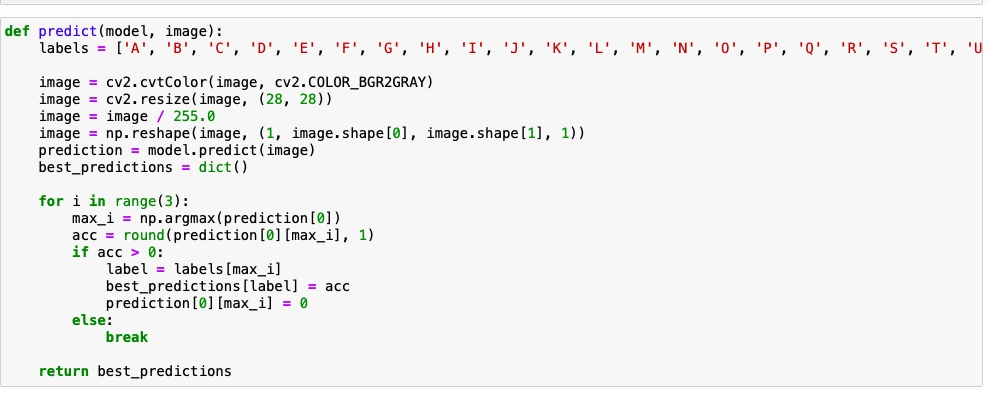 def predict(model, image):
    labels = ['A', 'B', 'C', 'D', 'E', 'F', 'G', 'H', 'I', 'J', 'K', 'L', 'M', 'N', 'O', 'P', 'Q', 'R', 'S', 'T', 'U
    image = cv2.cvtColor(image, cv2.COLOR_BGR2GRAY)
    image = cv2.resize(image, (28, 28))
    image = image / 255.0
    image = np.reshape(image, (1, image.shape[0], image.shape[1], 1))
    prediction = model.predict(image)
    best_predictions = dict()
    for i in range(3):
        max_i = np.argmax(prediction[0])
        acc = round(prediction[0][max_i], 1)
        if acc > 0:
            label = labels[max_i]
            best_predictions[label] = acc
            prediction[0][max_i] = 0
        else:
            break
    return best_predictions